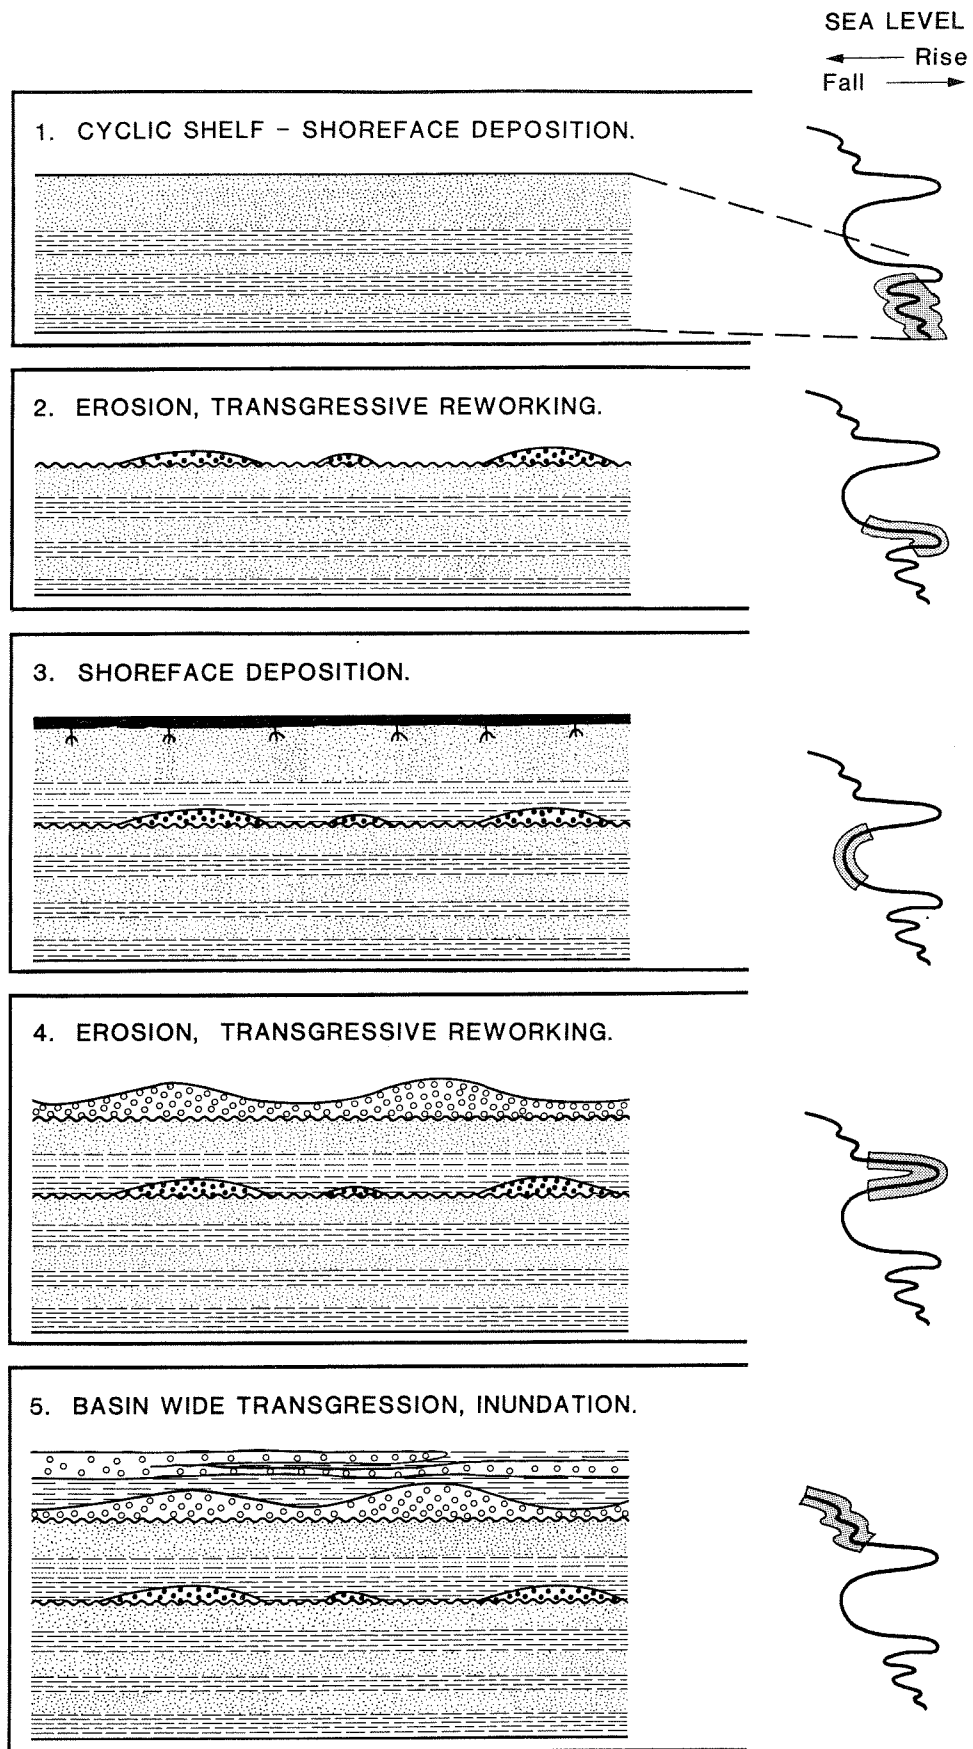 SEA LEVEL
Rise
Fall
1. CYCLIC SHELF – SHOREFACE DEPOSITION.
2. EROSION, TRANSGRESSIVE REWORKING.
3. SHOREFACE DEPOSITION.
4. EROSION, TRANSGRESSIVE REWORKING.
5. BASIN WIDE TRANSGRESSION, INUNDATION.